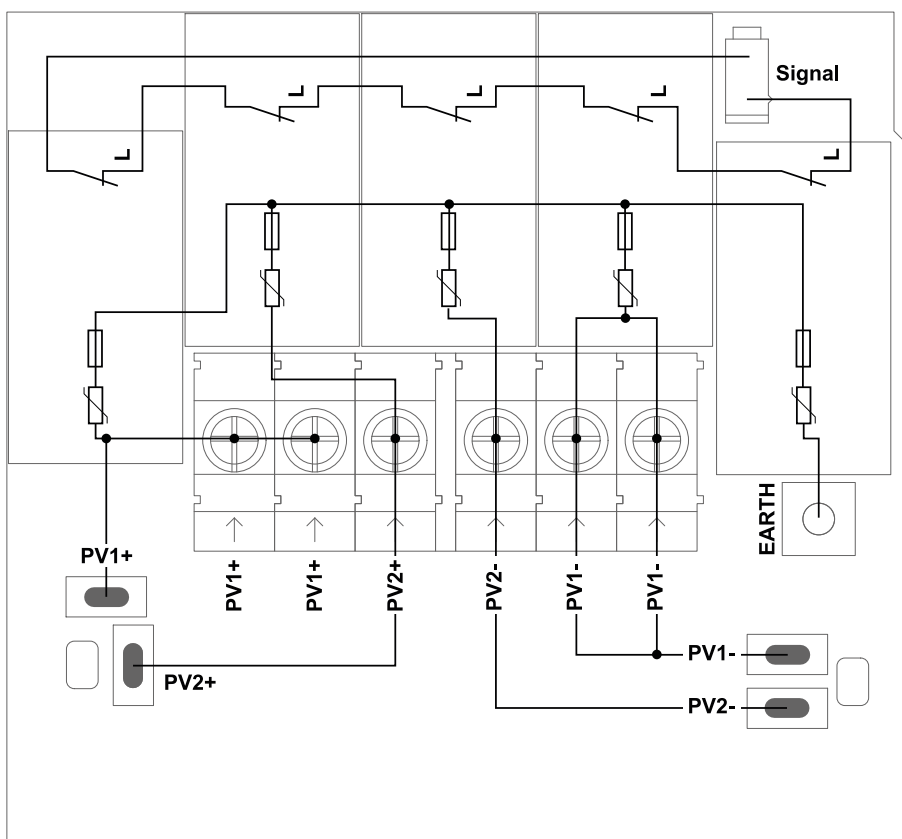 Signal
L
L
L
L
L
EARTH
PV1+
PV1+
PV1+
PV2+
PV2-
PV1-
PV1-
PV1-
PV2+
PV2-